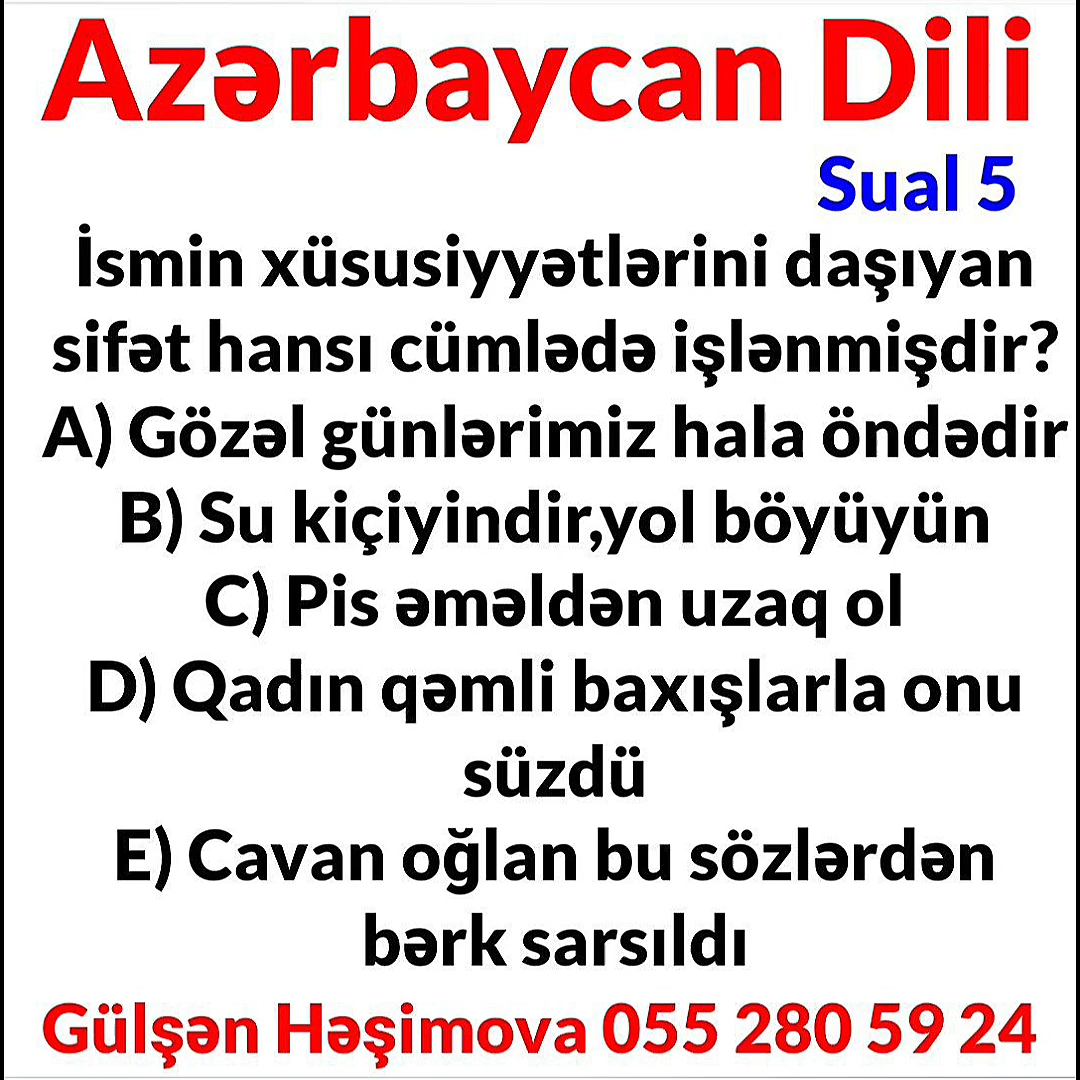 Azərbaycan Dili
Sual 5
İsmin xüsusiyyətlərini daşıyan
sifət hansı cümlədə işlənmişdir?
A) Gözəl günlərimiz hala öndədir
B) Su kiçiyindir,yol böyüyün
C) Pis əməldən uzaq ol
D) Qadın qəmli baxışlarla onu
süzdü
E) Cavan oğlan bu sözlərdən
bərk sarsıldı
Gülşən Həşimova 055 280 59 24